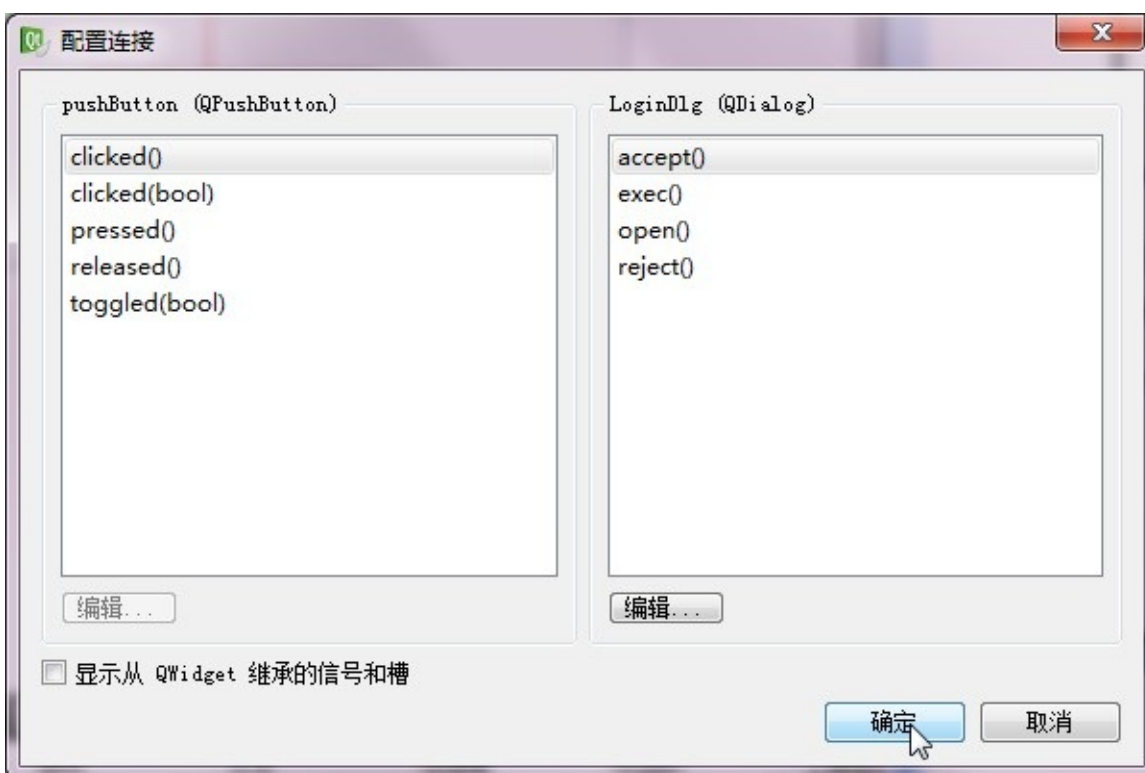 配置连接
pushButton (QPushButton)
clicked()
clicked(bool)
pressed()
released()
toggled(bool)
编辑...
LoginDlg (QDialog)
accept()
exec()
open()
reject()
编辑...
显示从 QWidget 继承的信号和槽
确定
取消